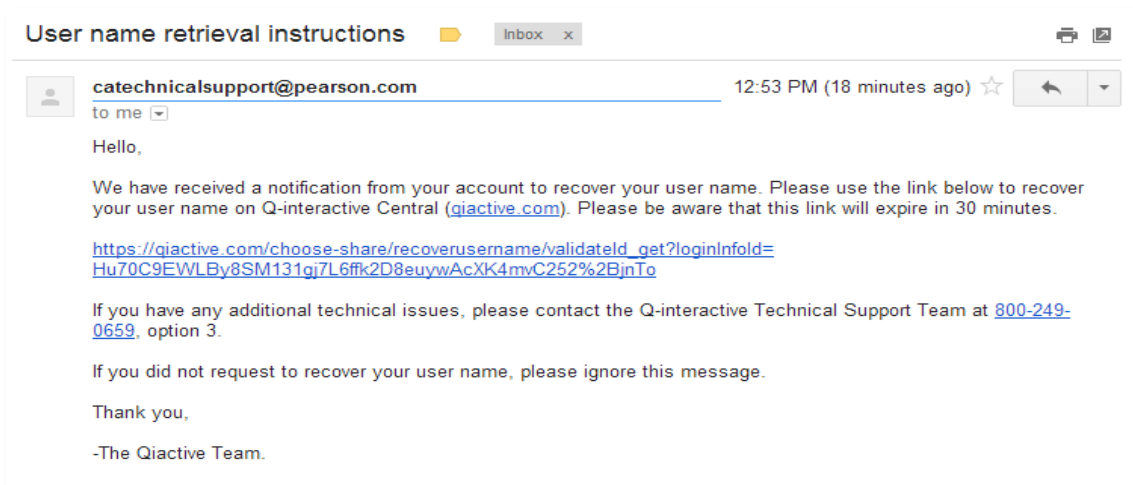 User name retrieval instructions
Inbox x
catechnicalsupport@pearson.com
12:53 PM (18 minutes ago)
to me
Hello,
We have received a notification from your account to recover your user name. Please use the link below to recover
your user name on Q-interactive Central (qiactive.com). Please be aware that this link will expire in 30 minutes.
https://qiactive.com/choose-share/recoverusername/validateId_get?loginInfoId=
Hu70C9EWLBy8SM131gj7L6ffk2D8euywAcXK4mvC252%2BjnTo
If you have any additional technical issues, please contact the Q-interactive Technical Support Team at 800-249-
0659, option 3.
If you did not request to recover your user name, please ignore this message.
Thank you,
-The Qiactive Team.